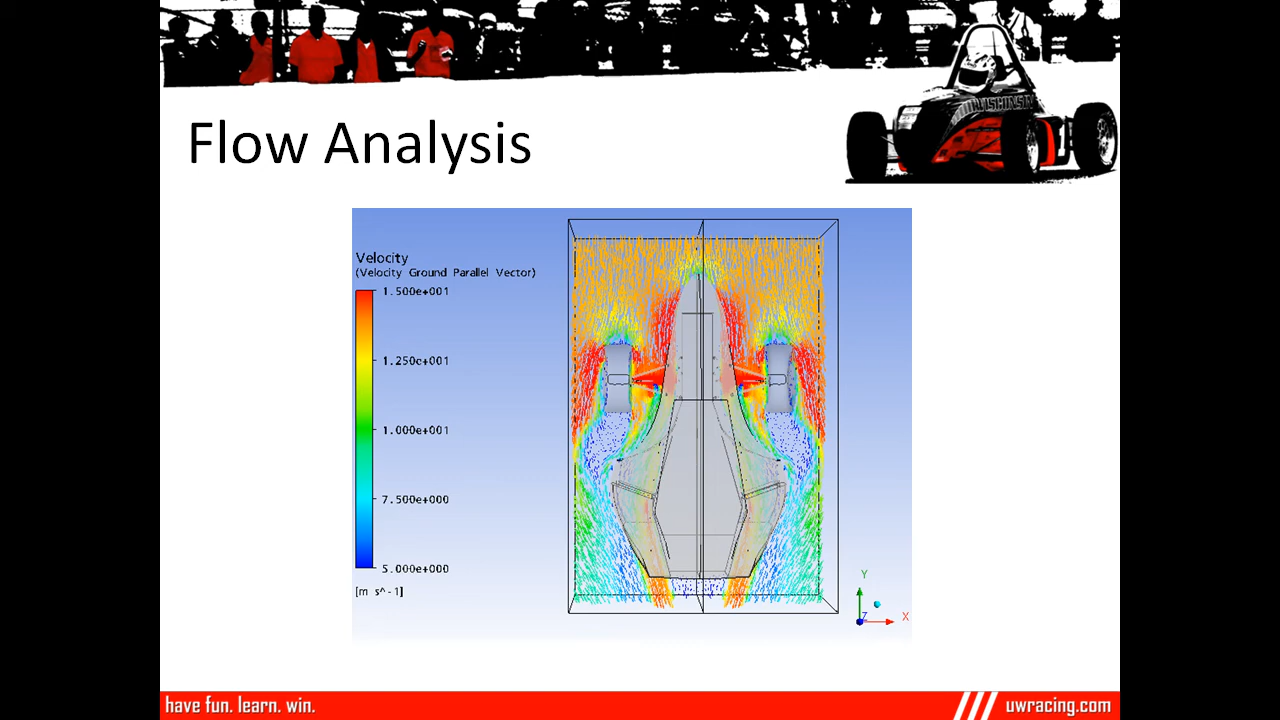 Flow Analysis
Velocity
(Velocity Ground Parallel Vector)
1.500e+001
1.250e+001
1.000e+001
7.500e+000
5.000e+000
[m s^-1]
Y
Z
X
have fun. learn. win.
uwracing.com